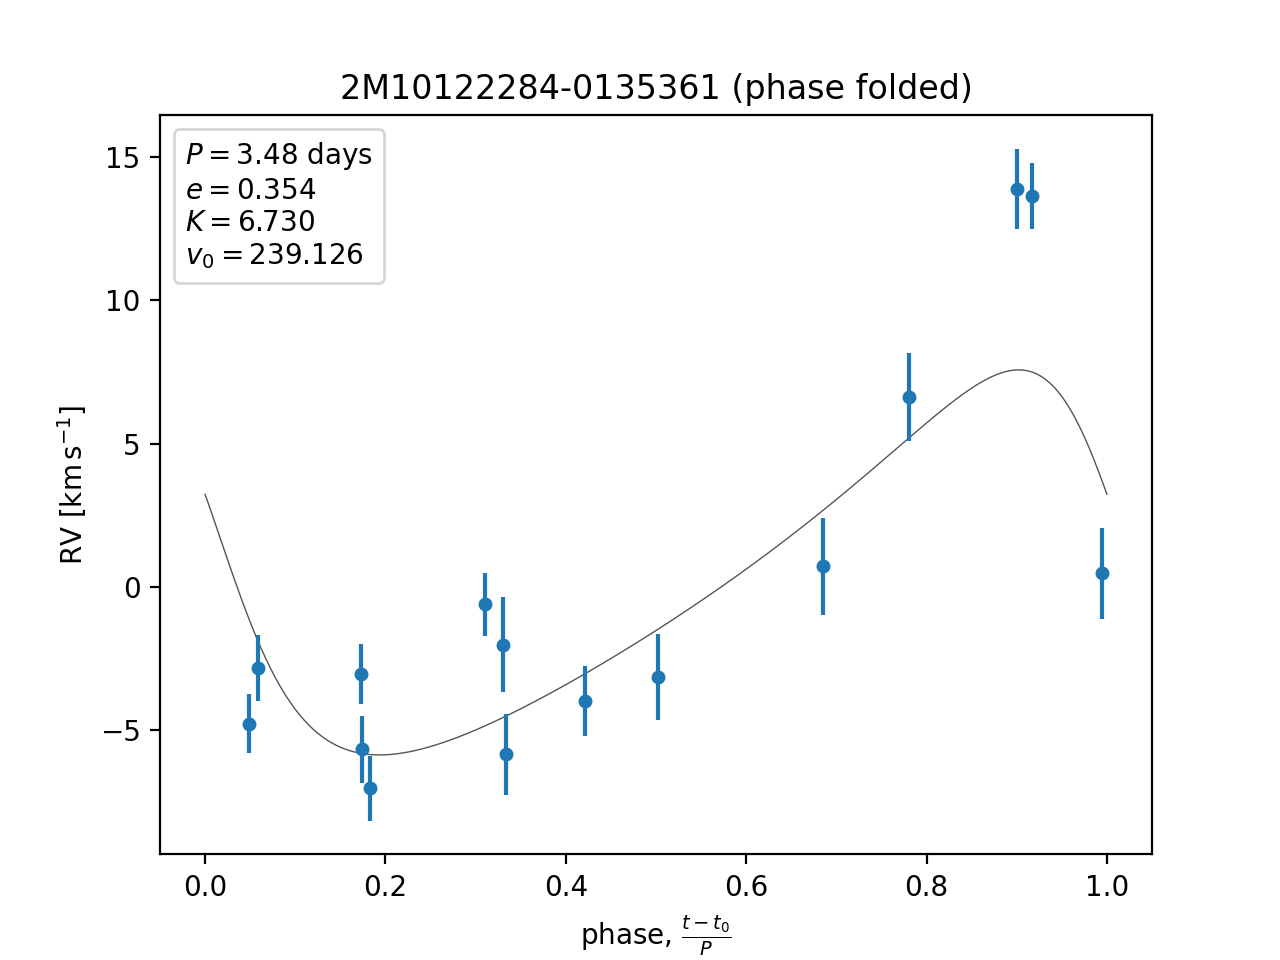 2M10122284-0135361 (phase folded)
P = 3.48 days
e = 0.354
K = 6.730
v₀ = 239.126
15
10
5
0
−5
RV [km s⁻¹]
0.0 0.2 0.4 0.6 0.8 1.0
phase, (t − t₀)/P